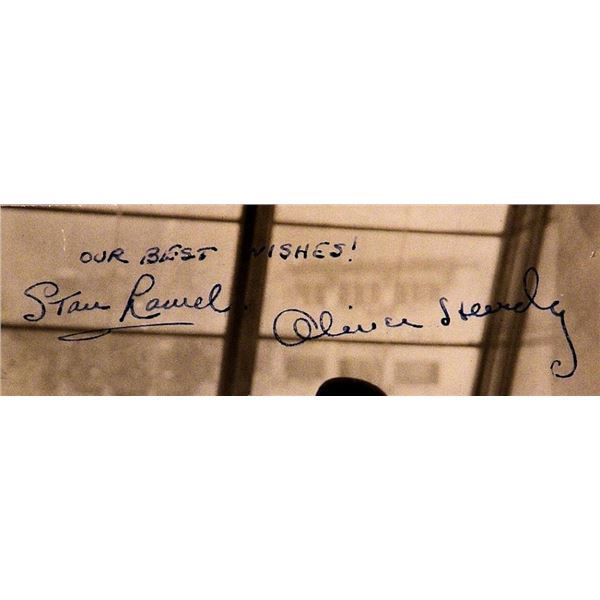 OUR BEST WISHES!
Stan Laurel. Oliver Hardy